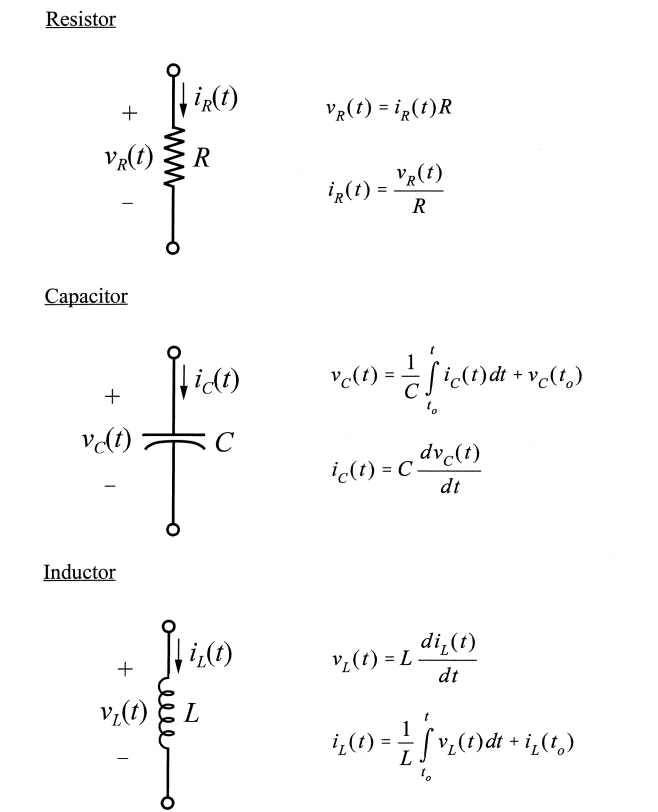 Resistor
i_R(t)
+
v_R(t) R
−
v_R(t) = i_R(t)R
i_R(t) = v_R(t)/R
Capacitor
i_C(t)
+
v_C(t) C
−
v_C(t) = 1/C ∫_{t_o}^{t} i_C(t)dt + v_C(t_o)
i_C(t) = C dv_C(t)/dt
Inductor
i_L(t)
+
v_L(t) L
−
v_L(t) = L di_L(t)/dt
i_L(t) = 1/L ∫_{t_o}^{t} v_L(t)dt + i_L(t_o)